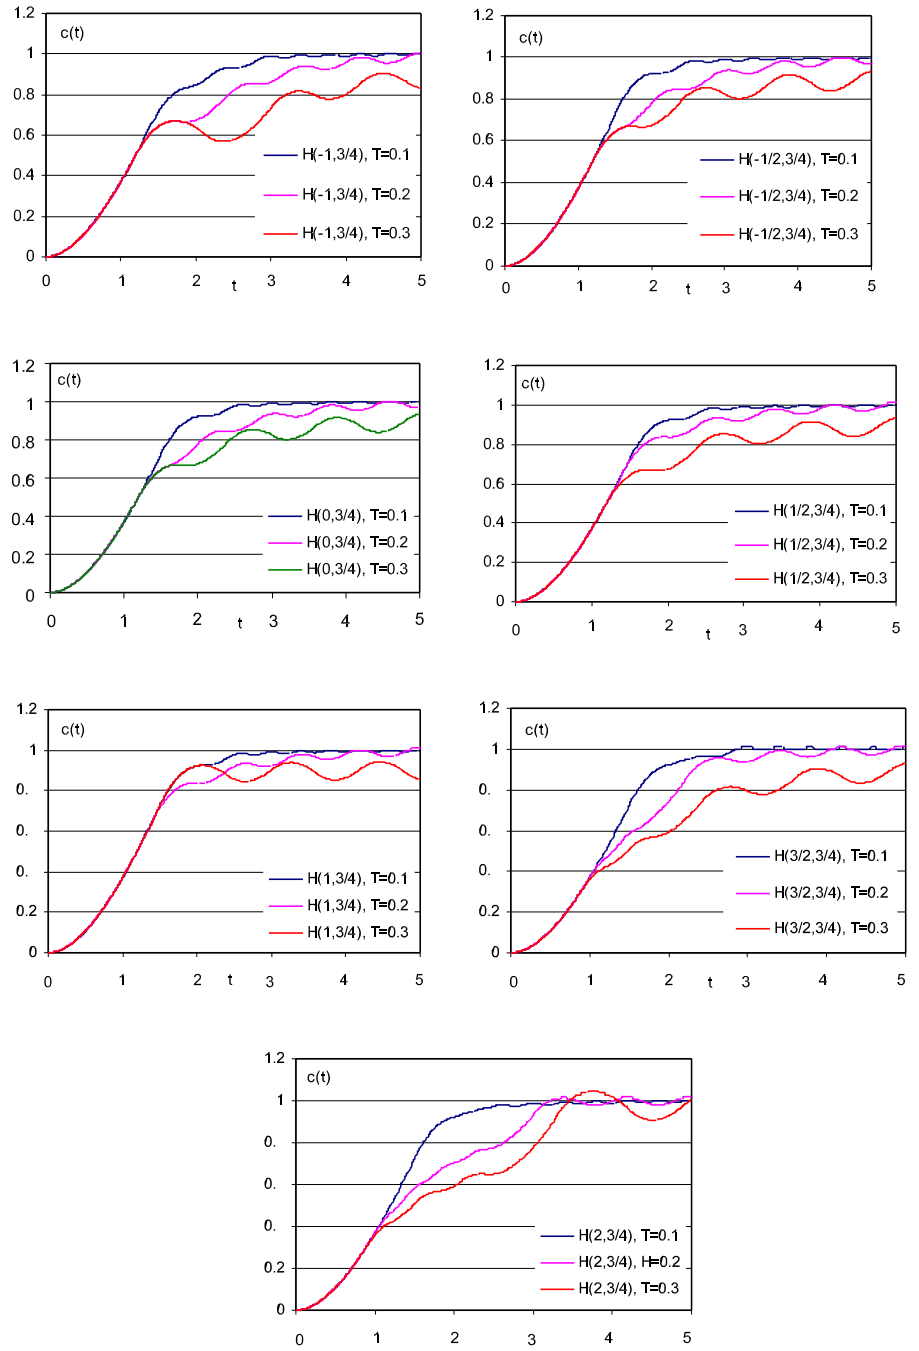 1.2
c(t)
1
0.8
0.6
0.4
0.2
0
H(-1,3/4), T=0.1
H(-1,3/4), T=0.2
H(-1,3/4), T=0.3
0 1 2 3 4 5
t
1.2
c(t)
1
0.8
0.6
0.4
0.2
0
H(-1/2,3/4), T=0.1
H(-1/2,3/4), T=0.2
H(-1/2,3/4), T=0.3
0 1 2 3 4 5
t
1.2
c(t)
1
0.8
0.6
0.4
0.2
0
H(0,3/4), T=0.1
H(0,3/4), T=0.2
H(0,3/4), T=0.3
0 1 2 3 4 5
t
1.2
c(t)
1
0.8
0.6
0.4
0.2
0
H(1/2,3/4), T=0.1
H(1/2,3/4), T=0.2
H(1/2,3/4), T=0.3
0 1 2 3 4 5
t
1.2
c(t)
1
0.
0.
0.
0.2
0
H(1,3/4), T=0.1
H(1,3/4), T=0.2
H(1,3/4), T=0.3
0 1 2 t 3 4 5
1.2
c(t)
1
0.
0.
0.
0.2
0
H(3/2,3/4), T=0.1
H(3/2,3/4), T=0.2
H(3/2,3/4), T=0.3
0 1 2 t 3 4 5
1.2
c(t)
1
0.
0.
0.
0.2
0
H(2,3/4), T=0.1
H(2,3/4), H=0.2
H(2,3/4), T=0.3
0 1 2 3 4 5